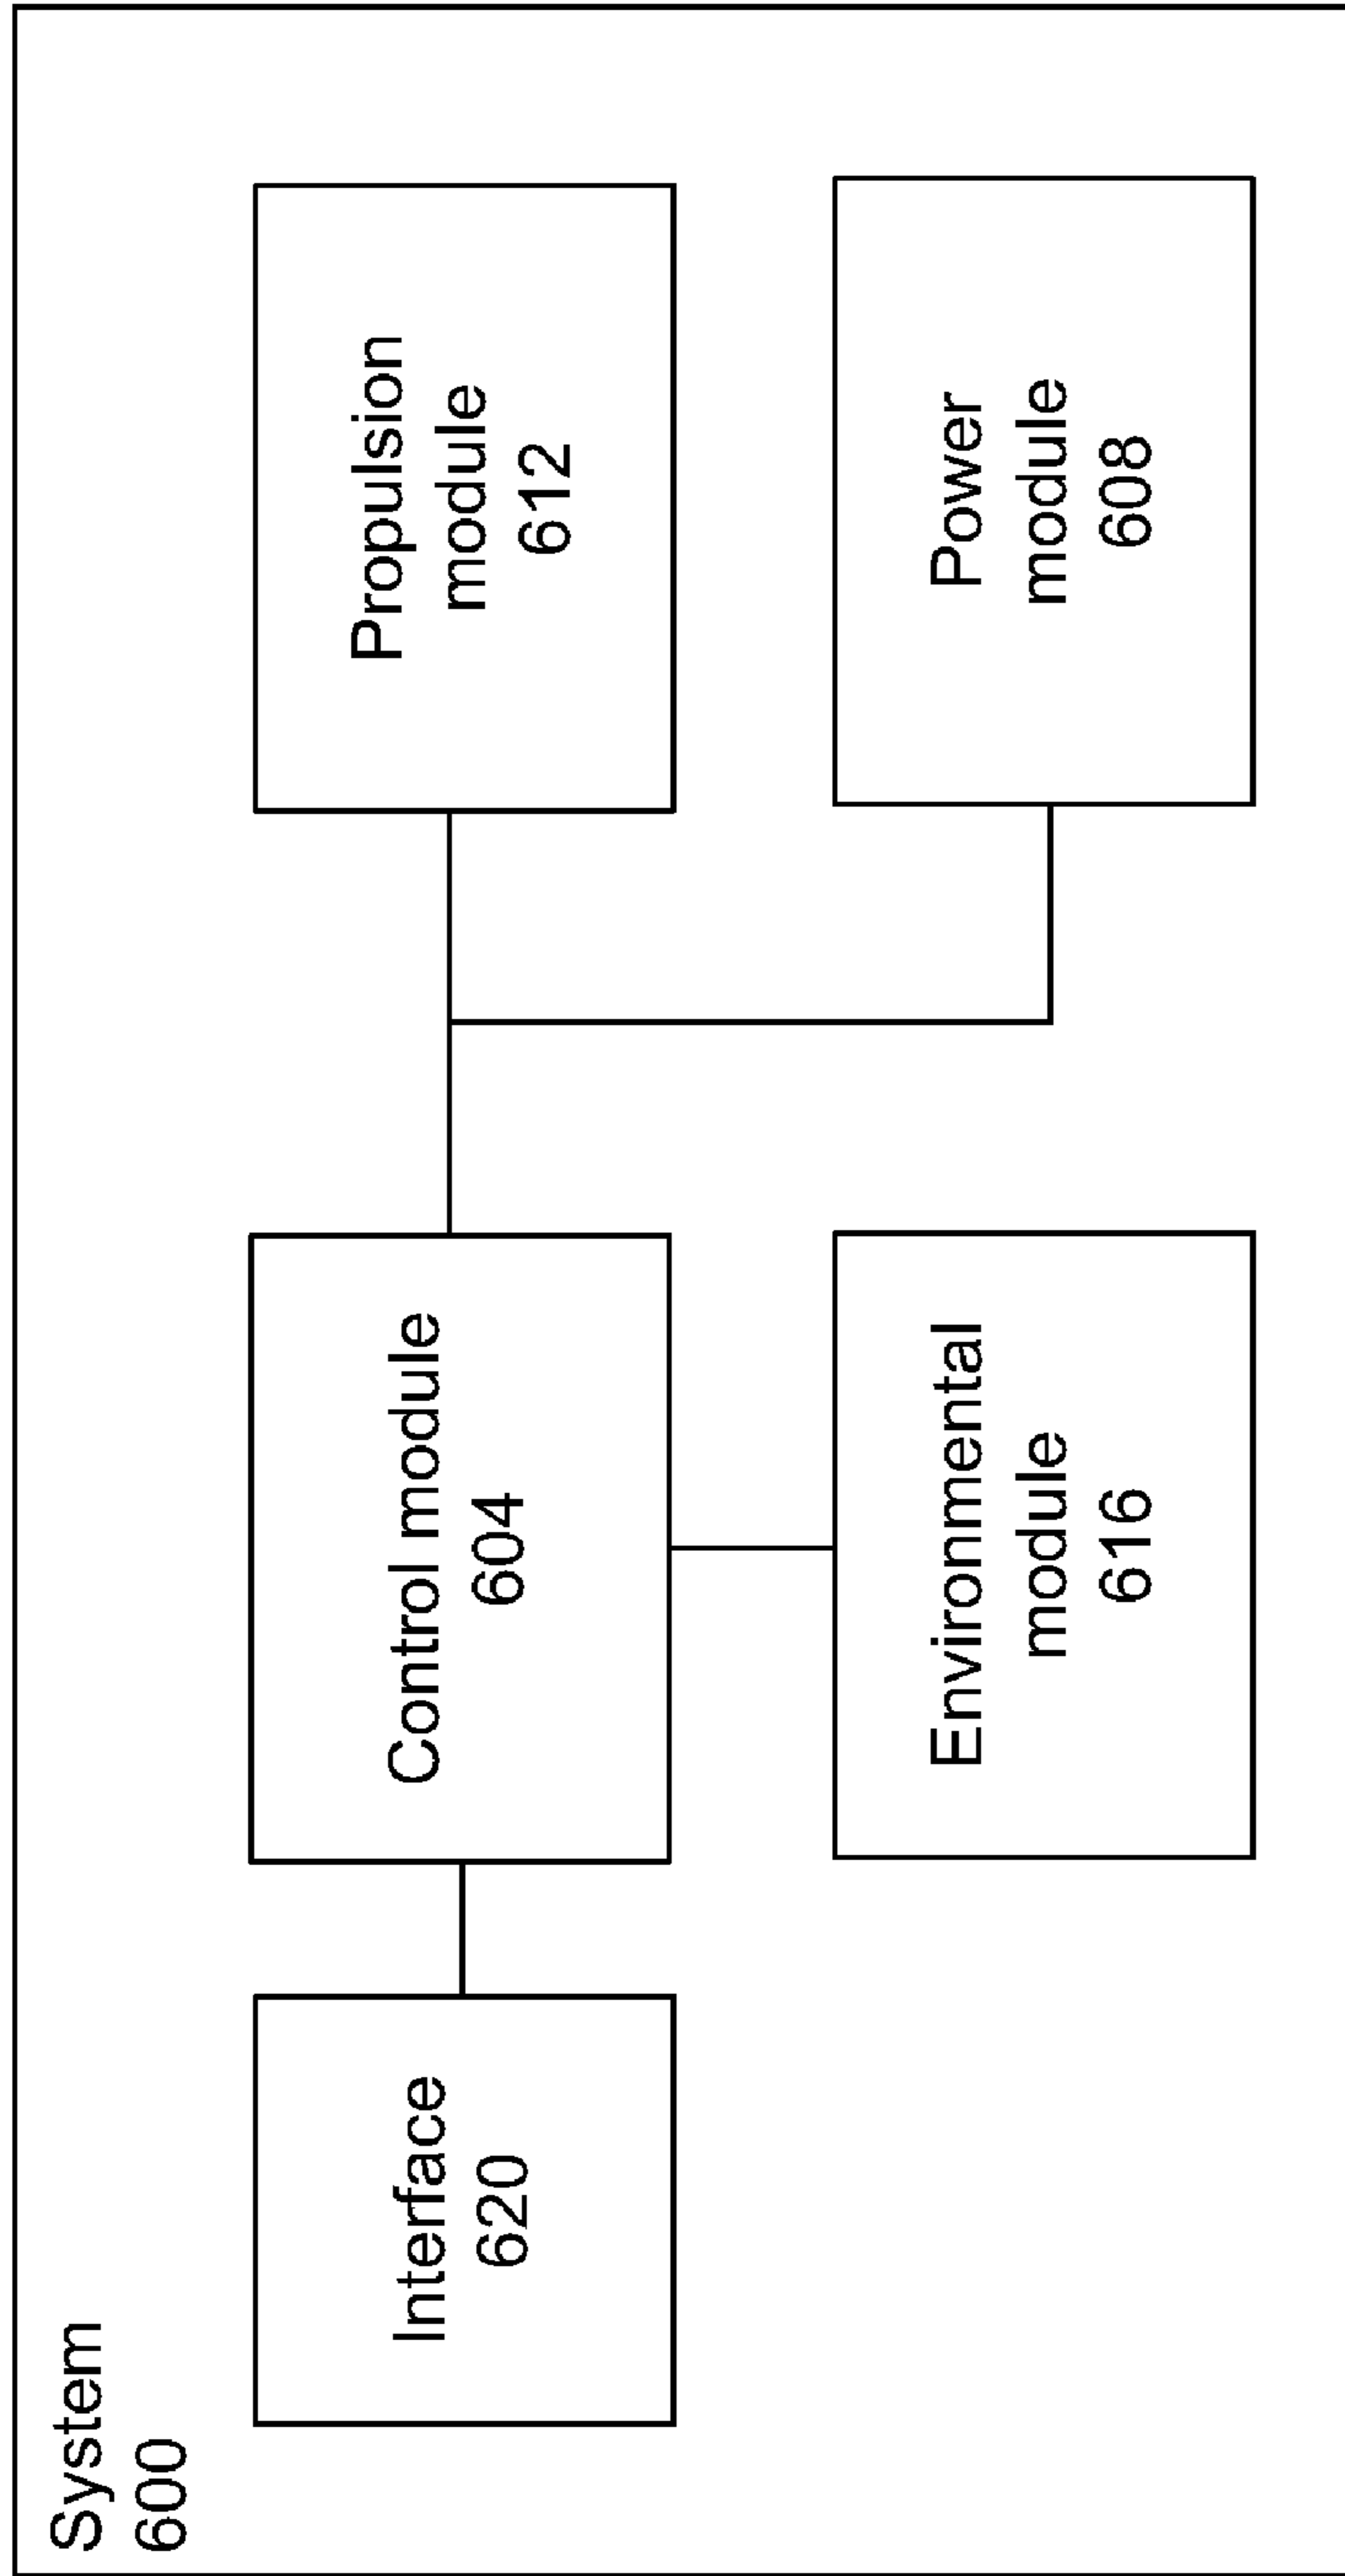 System
600
Interface
620
Control module
604
Propulsion
module
612
Environmental
module
616
Power
module
608